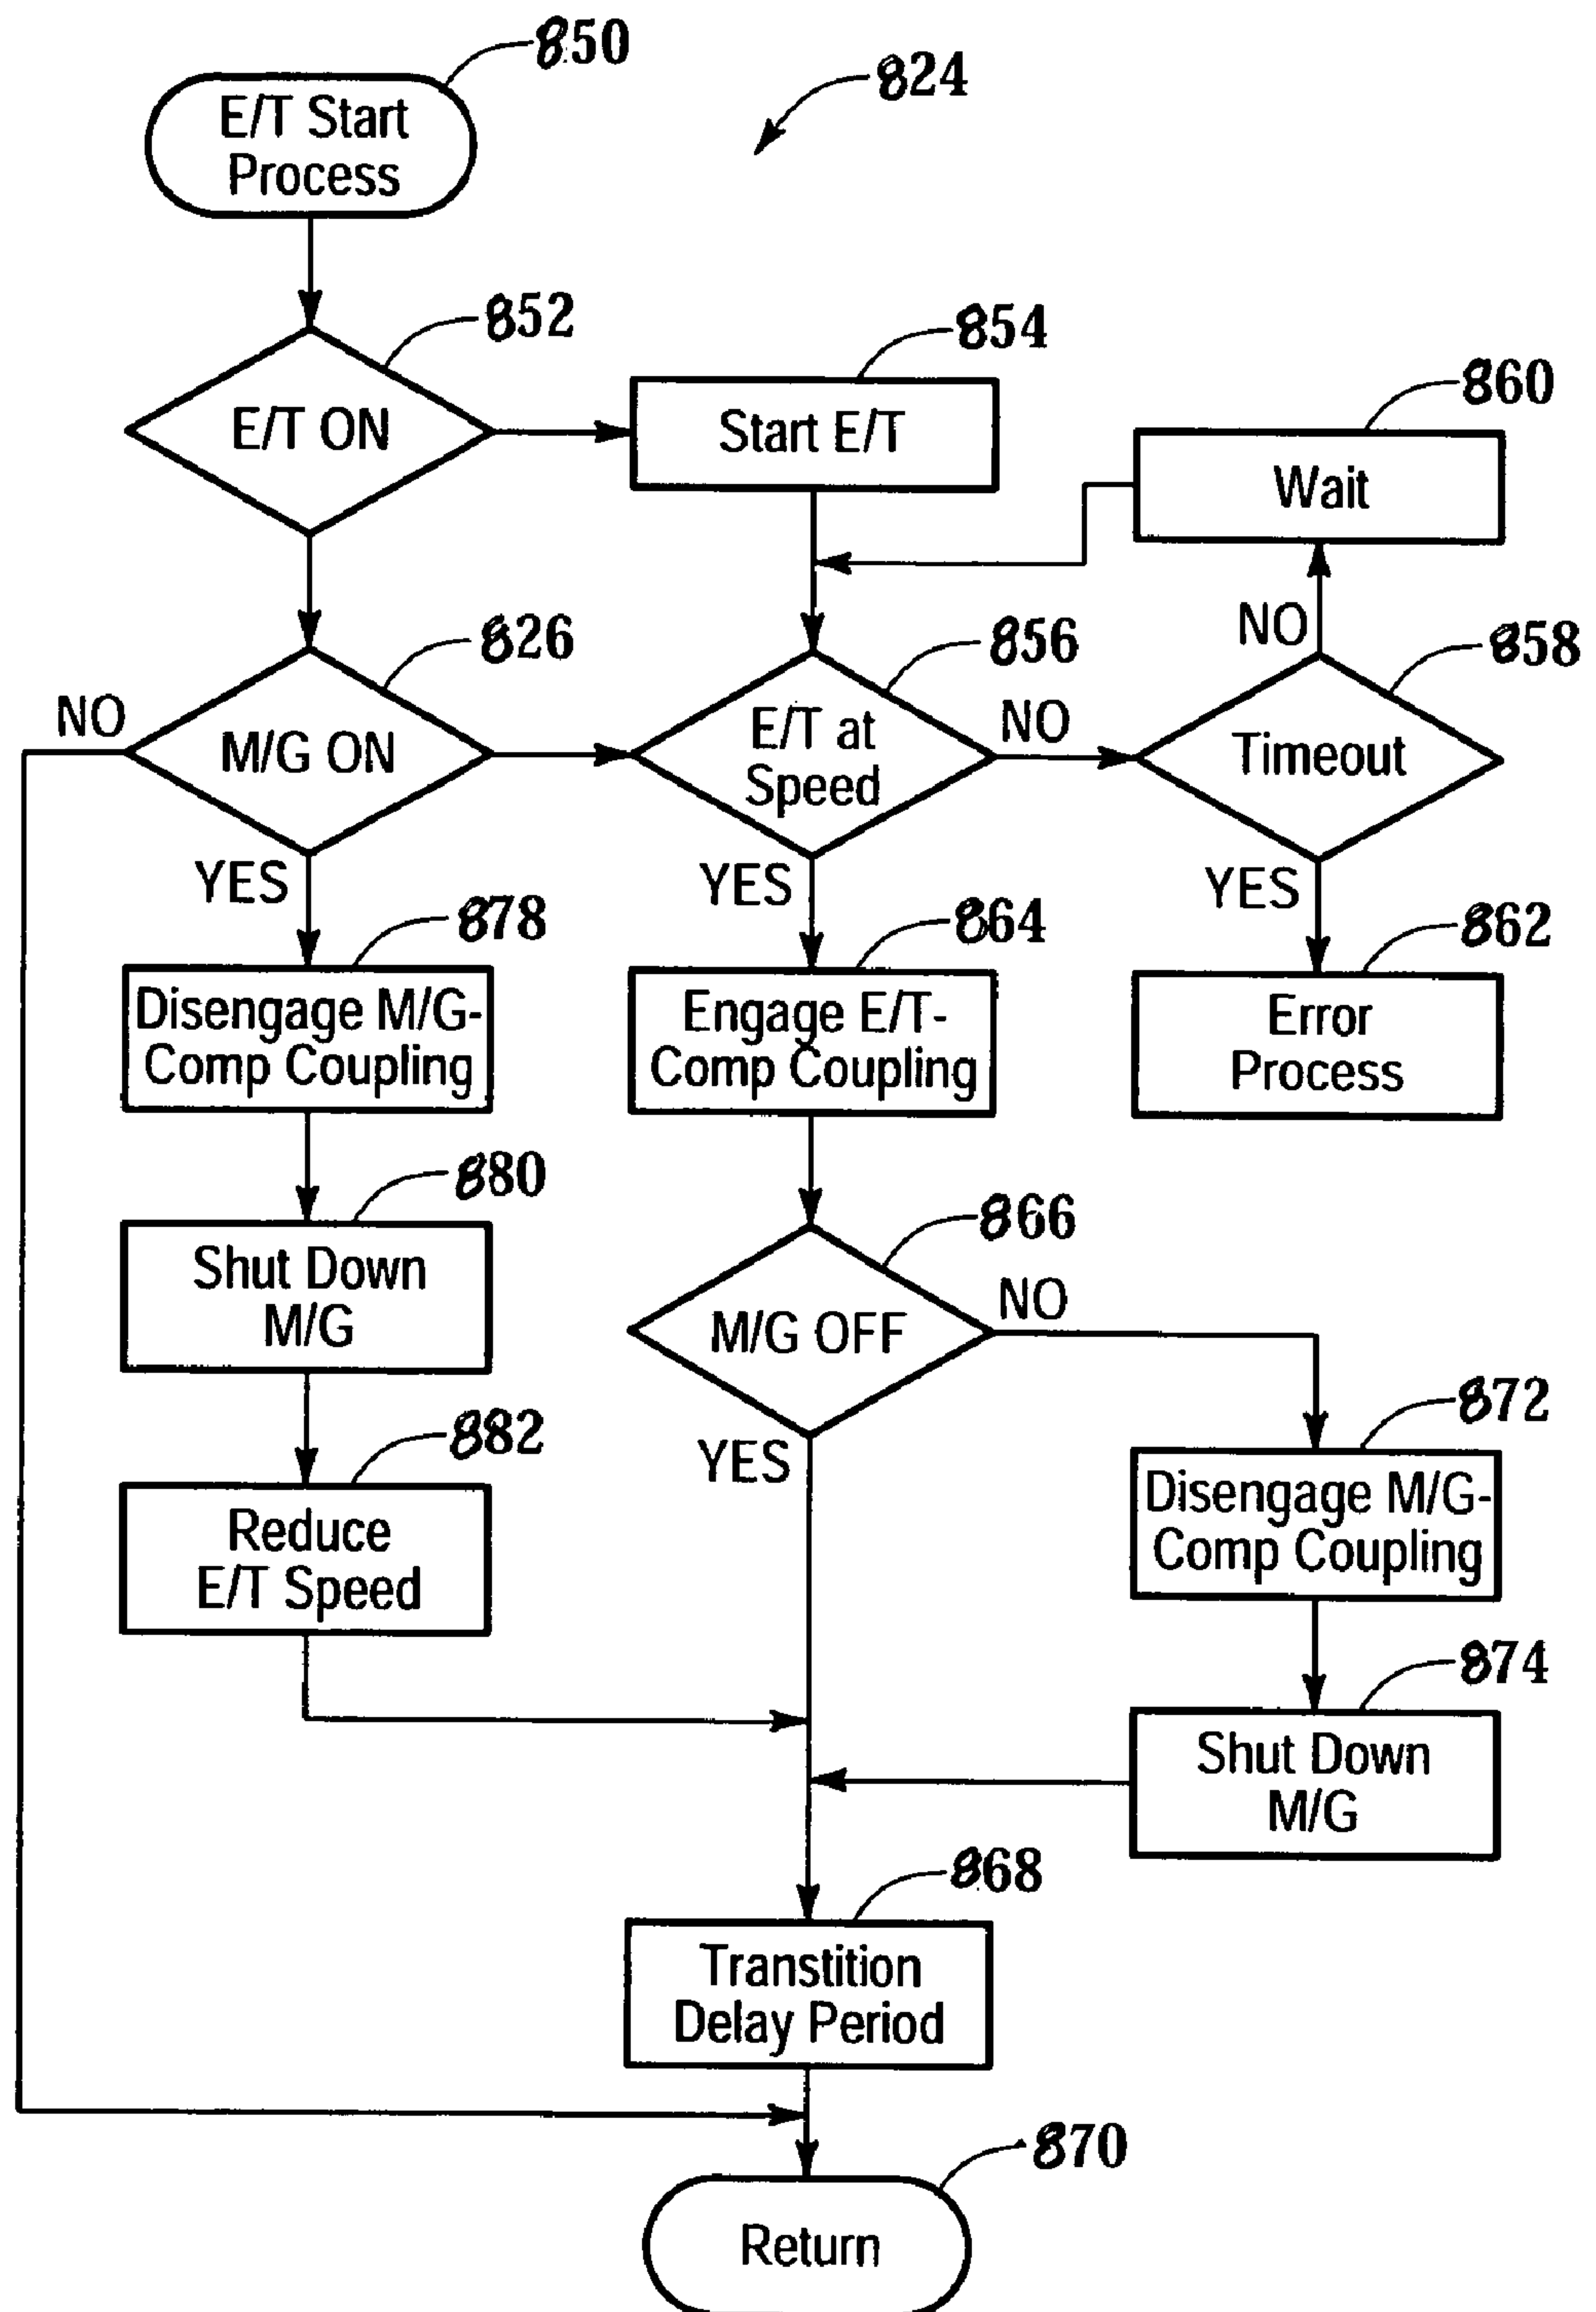 850
824
E/T Start
Process
852
854
860
E/T ON
Start E/T
Wait
826
856
NO
858
NO
M/G ON
E/T at
Speed
NO
Timeout
YES
878
YES
864
YES
862
Disengage M/G-
Comp Coupling
Engage E/T-
Comp Coupling
Error
Process
880
866
Shut Down
M/G
M/G OFF
NO
882
YES
872
Reduce
E/T Speed
Disengage M/G-
Comp Coupling
874
Shut Down
M/G
868
Transtition
Delay Period
870
Return